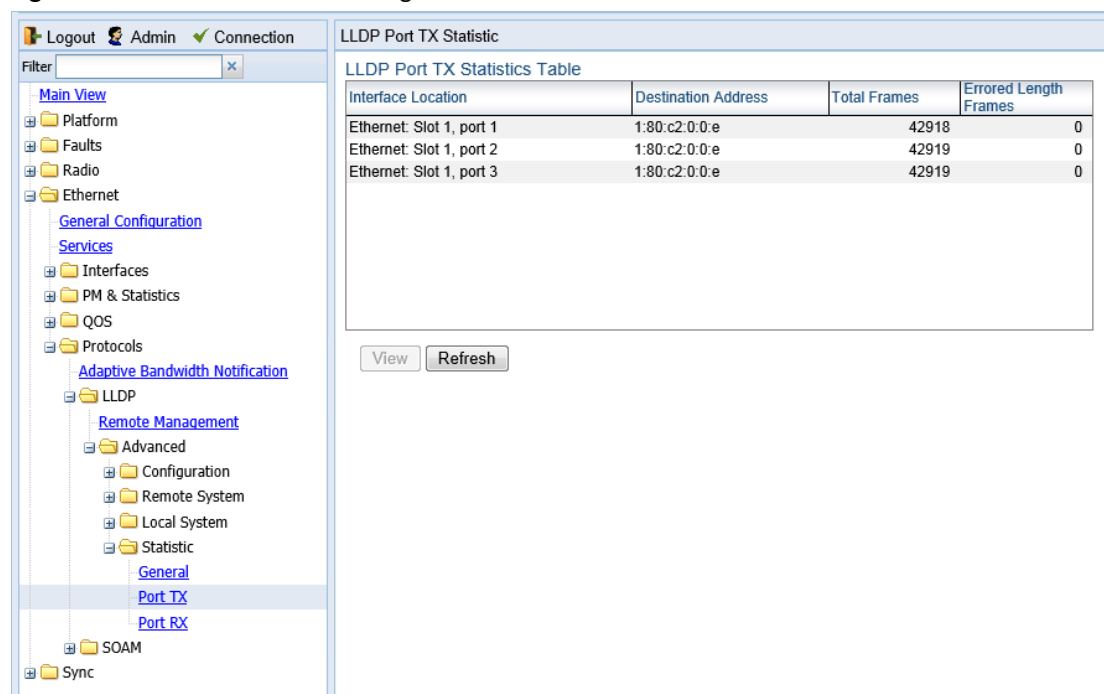 Logout Admin Connection
Filter
Main View
Platform
Faults
Radio
Ethernet
General Configuration
Services
Interfaces
PM & Statistics
QOS
Protocols
Adaptive Bandwidth Notification
LLDP
Remote Management
Advanced
Configuration
Remote System
Local System
Statistic
General
Port TX
Port RX
SOAM
Sync
LLDP Port TX Statistic
LLDP Port TX Statistics Table
Interface Location Destination Address Total Frames Errored Length Frames
Ethernet: Slot 1, port 1 1:80:c2:0:0:e 42918 0
Ethernet: Slot 1, port 2 1:80:c2:0:0:e 42919 0
Ethernet: Slot 1, port 3 1:80:c2:0:0:e 42919 0
View Refresh